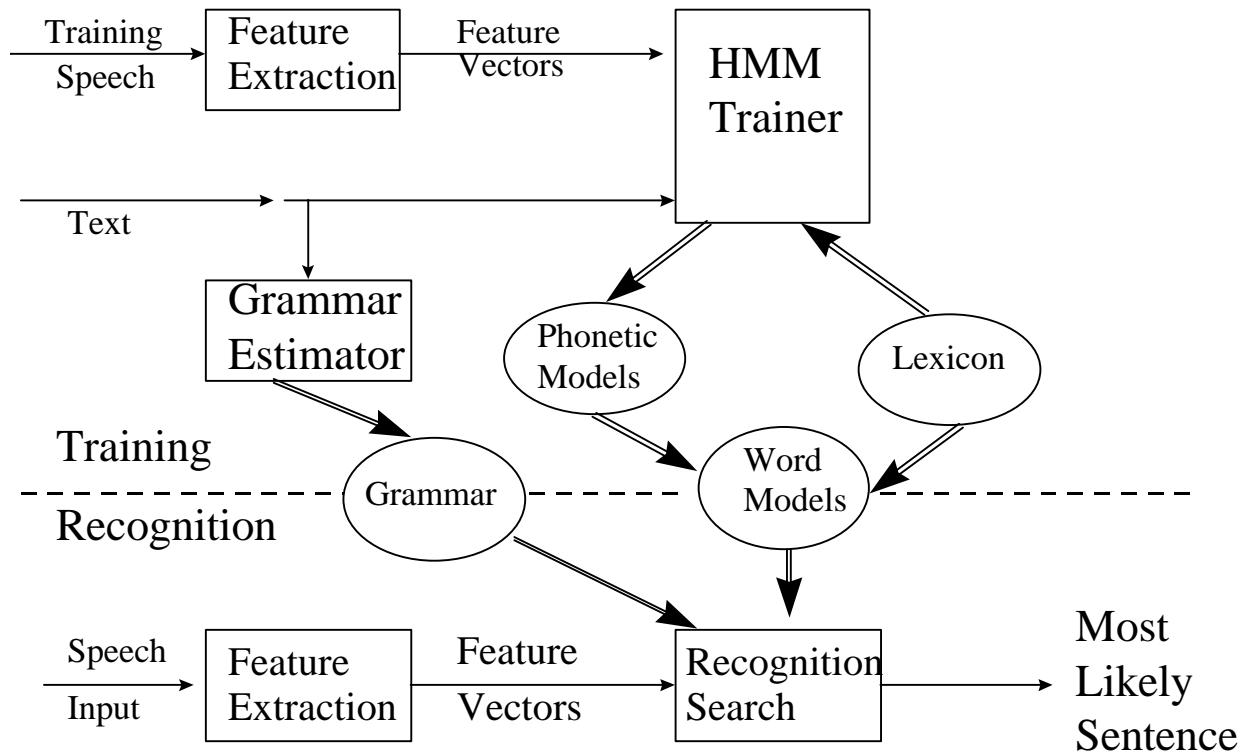 Training
Speech
Feature
Extraction
Feature
Vectors
HMM
Trainer
Text
Grammar
Estimator
Phonetic
Models
Lexicon
Training
Word
Models
Grammar
Recognition
Speech
Input
Feature
Extraction
Feature
Vectors
Recognition
Search
Most
Likely
Sentence